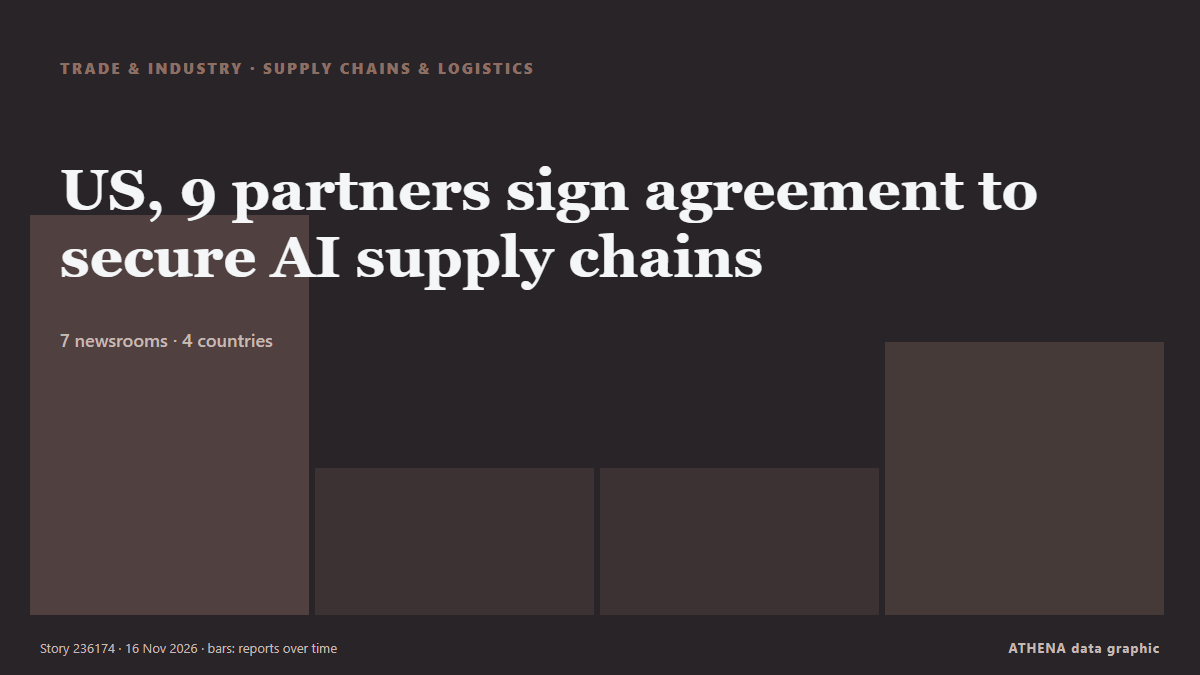 TRADE & INDUSTRY · SUPPLY CHAINS & LOGISTICS
US, 9 partners sign agreement to
secure AI supply chains
7 newsrooms · 4 countries
Story 236174 · 16 Nov 2026 · bars: reports over time
ATHENA data graphic